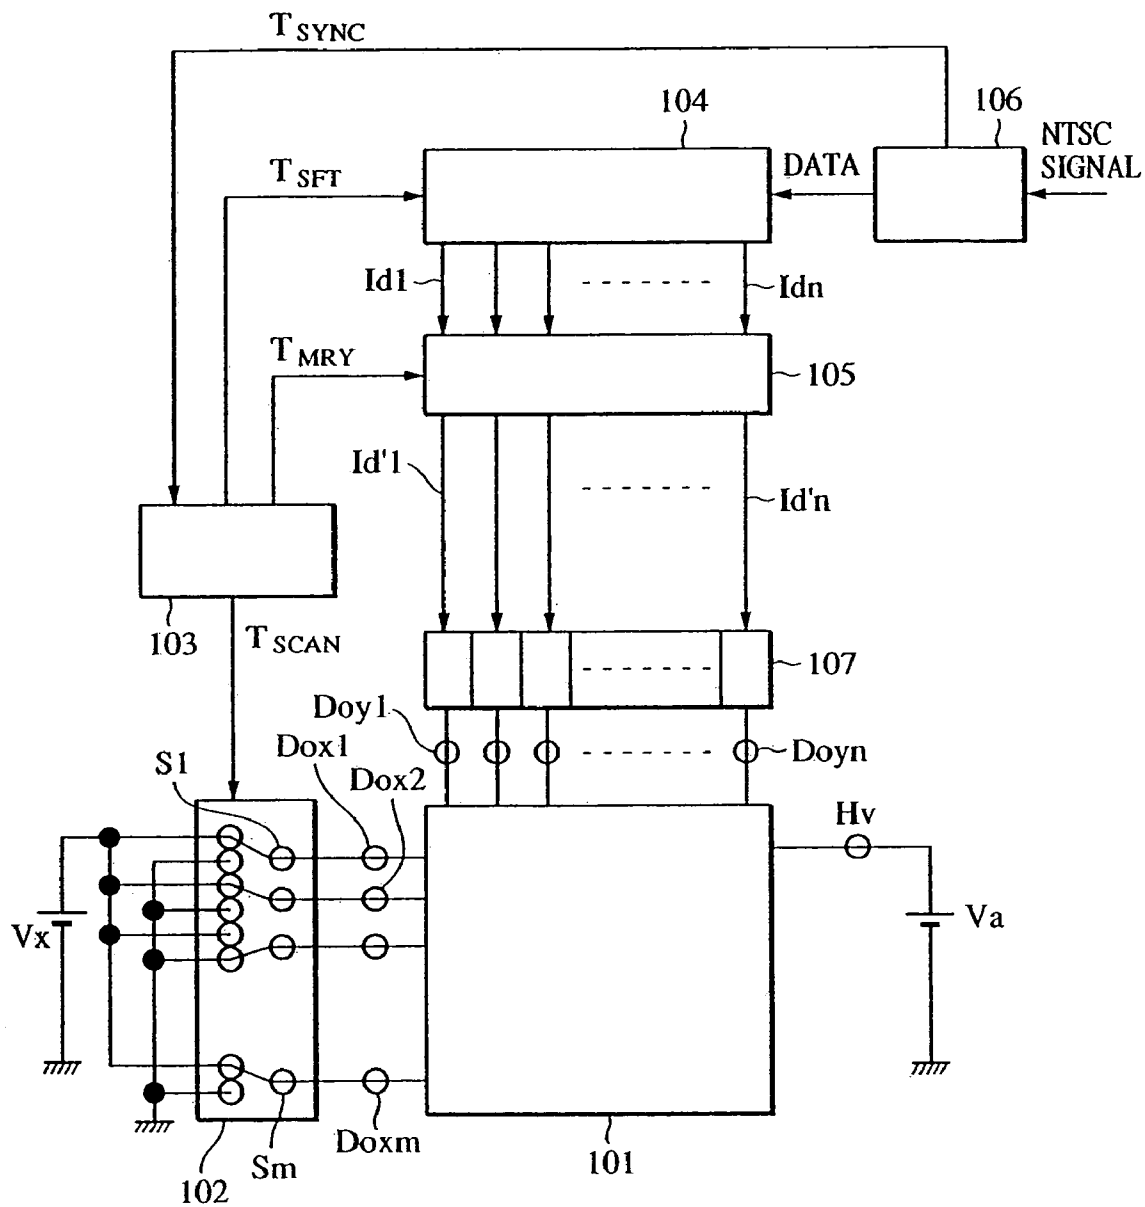 T SYNC
104
106
NTSC
SIGNAL
DATA
T SFT
Id1
Idn
T MRY
105
Id'1
Id'n
103
T SCAN
107
Doy1
Doyn
Dox1
S1
Dox2
Hv
Vx
Va
Doxm
Sm
101
102